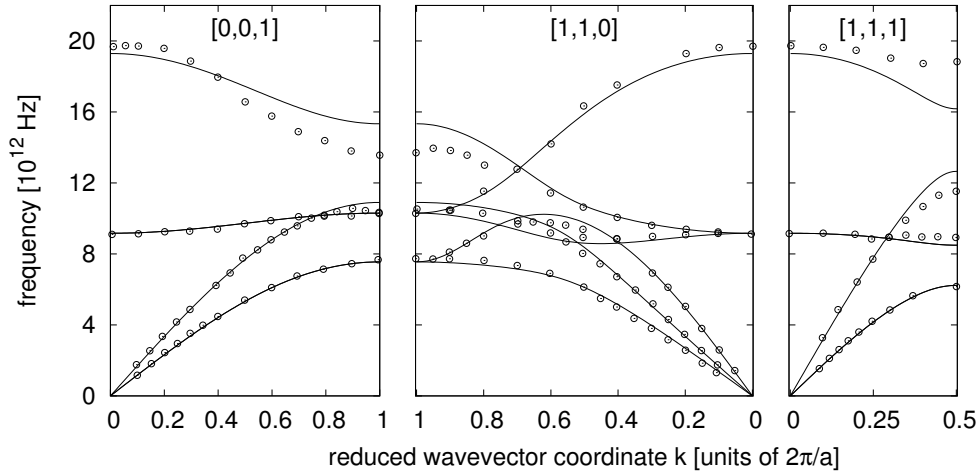 [0,0,1] [1,1,0] [1,1,1]
20
16
12
8
4
0
frequency [10¹² Hz]
0 0.2 0.4 0.6 0.8 1 1 0.8 0.6 0.4 0.2 0 0 0.25 0.5
reduced wavevector coordinate k [units of 2π/a]